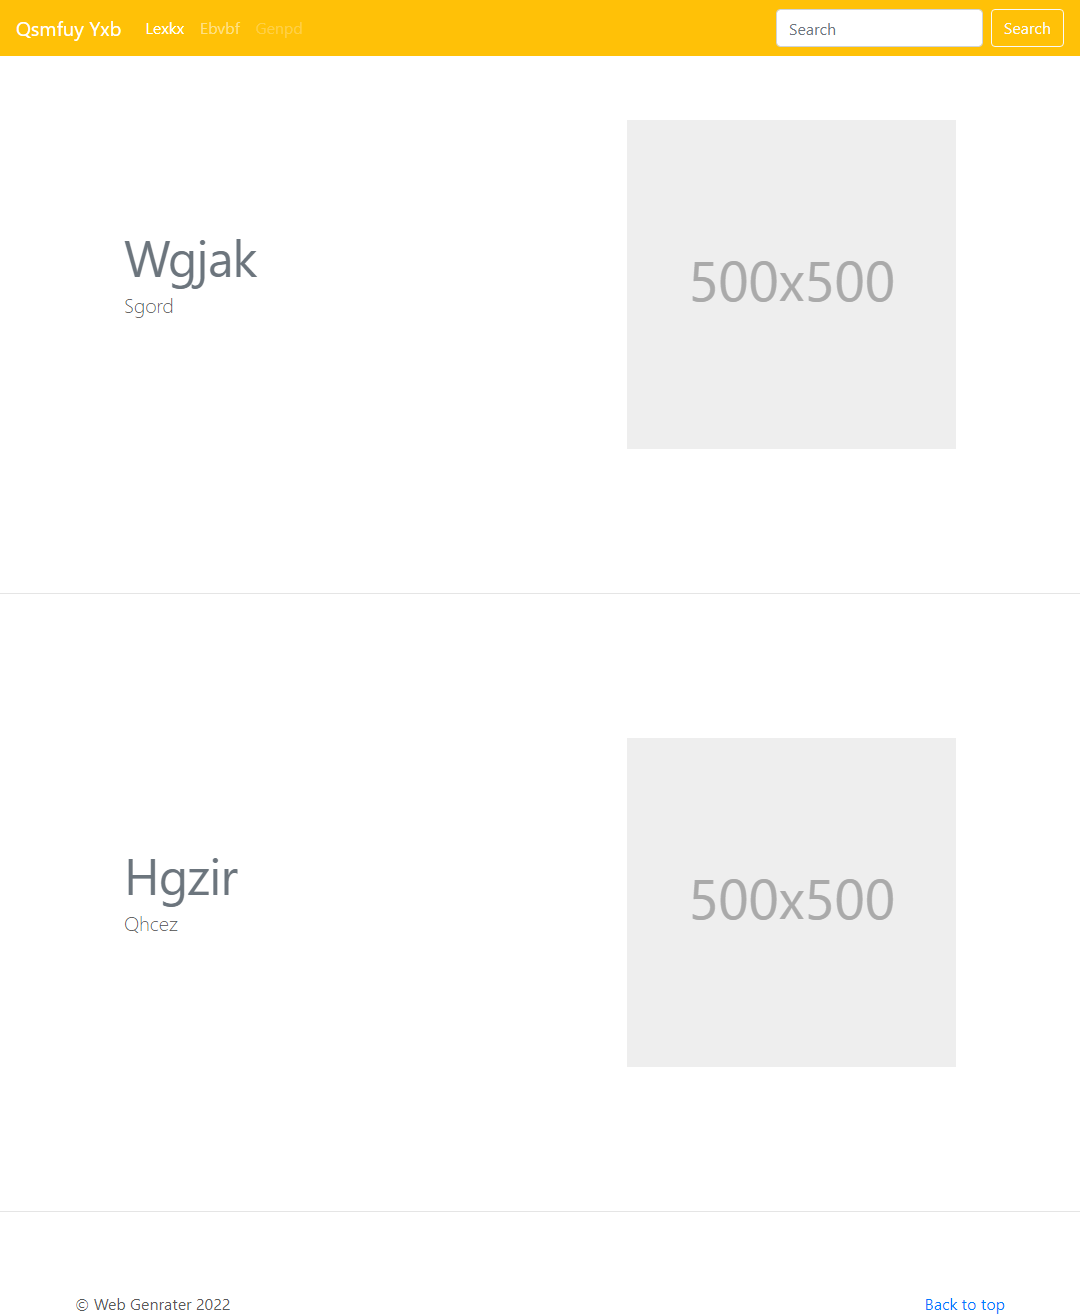 Qsmfuy Yxb Lexkx Ebvbf Genpd Search Search
Wgjak
Sgord
500x500
Hgzir
Qhcez
500x500
© Web Genrater 2022 Back to top